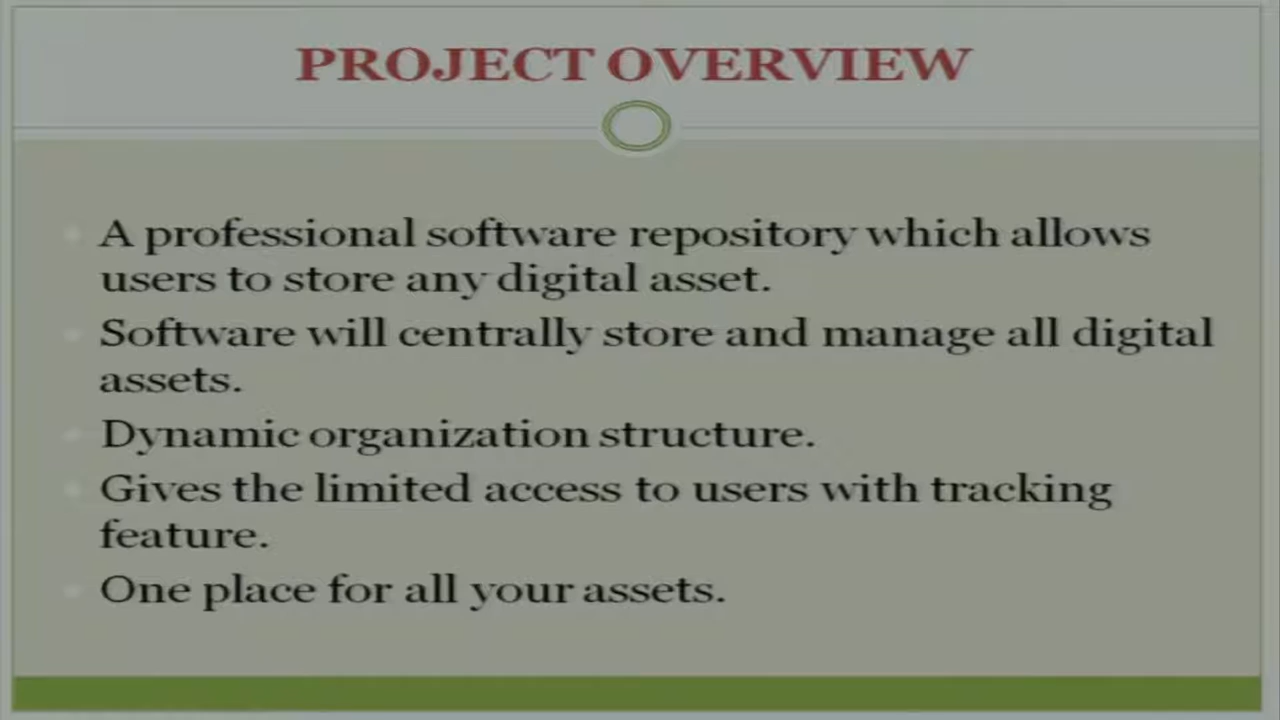 PROJECT OVERVIEW
A professional software repository which allows
users to store any digital asset.
Software will centrally store and manage all digital
assets.
Dynamic organization structure.
Gives the limited access to users with tracking
feature.
One place for all your assets.